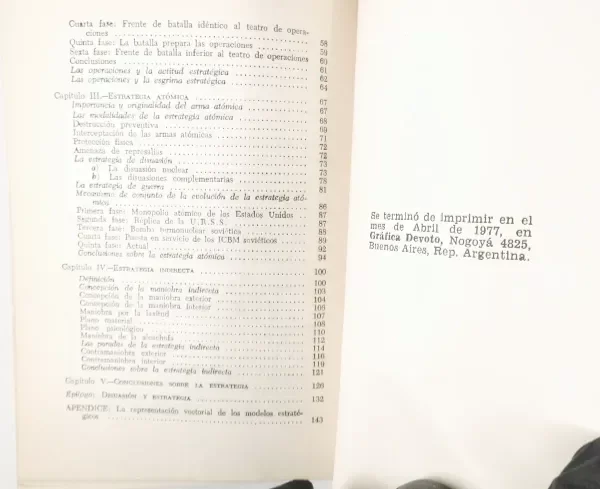 Cuarta fase: Frente de batalla idéntico al teatro de opera-
ciones .......... 58
Quinta fase: La batalla prepara las operaciones .......... 59
Sexta fase: Frente de batalla inferior al teatro de operaciones 60
Conclusiones .......... 61
Las operaciones y la actitud estratégica .......... 62
Las operaciones y la esgrima estratégica .......... 64
Capítulo III.—ESTRATEGIA ATÓMICA .......... 67
Importancia y originalidad del arma atómica .......... 67
Las modalidades de la estrategia atómica .......... 68
Destrucción preventiva .......... 69
Interceptación de las armas atómicas .......... 71
Protección física .......... 72
Amenaza de represalias .......... 72
La estrategia de disuasión .......... 73
a) La disuasión nuclear .......... 73
b) Las disuasiones complementarias .......... 78
La estrategia de guerra .......... 81
Mecanismo de conjunto de la evolución de la estrategia ató-
mica .......... 86
Primera fase: Monopolio atómico de los Estados Unidos .. 87
Segunda fase: Réplica de la U.R.S.S. .......... 87
Tercera fase: Bomba termonuclear soviética .......... 88
Cuarta fase: Puesta en servicio de los ICBM soviéticos .. 89
Quinta fase: Actual .......... 92
Conclusiones sobre la estrategia atómica .......... 94
Capítulo IV.—ESTRATEGIA INDIRECTA .......... 100
Definición .......... 100
Concepción de la maniobra indirecta .......... 103
Concepción de la maniobra exterior .......... 104
Concepción de la maniobra interior .......... 106
Maniobra por la lasitud .......... 107
Plano material .......... 108
Plano psicológico .......... 110
Maniobra de la alcachofa .......... 112
Las paradas de la estrategia indirecta .......... 114
Contramaniobra exterior .......... 116
Contramaniobra interior .......... 119
Conclusiones sobre la estrategia indirecta .......... 121
Capítulo V.—CONCLUSIONES SOBRE LA ESTRATEGIA .......... 126
Epílogo: DISUASIÓN Y ESTRATEGIA .......... 132
APENDICE: La representación vectorial de los modelos estraté-
gicos .......... 143
Se terminó de imprimir en el
mes de Abril de 1977, en
Gráfica Devoto, Nogoyá 4825,
Buenos Aires, Rep. Argentina.